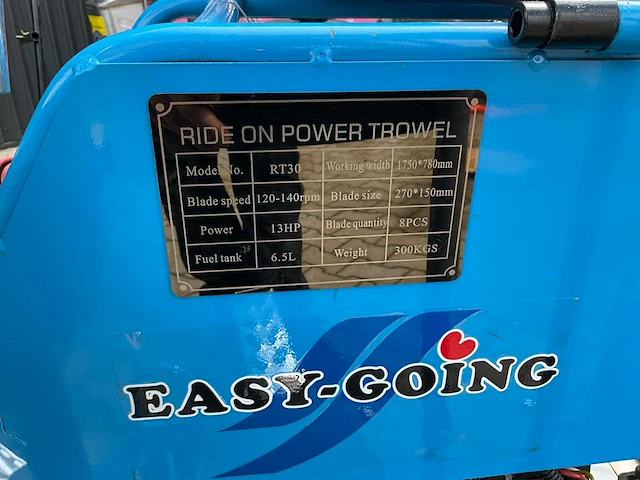 RIDE ON POWER TROWEL
Model No. RT30 Working width 1750*780mm
Blade speed 120-140rpm Blade size 270*150mm
Power 13HP Blade quantity 8PCS
Fuel tank 6.5L Weight 300KGS
EASY-GOING